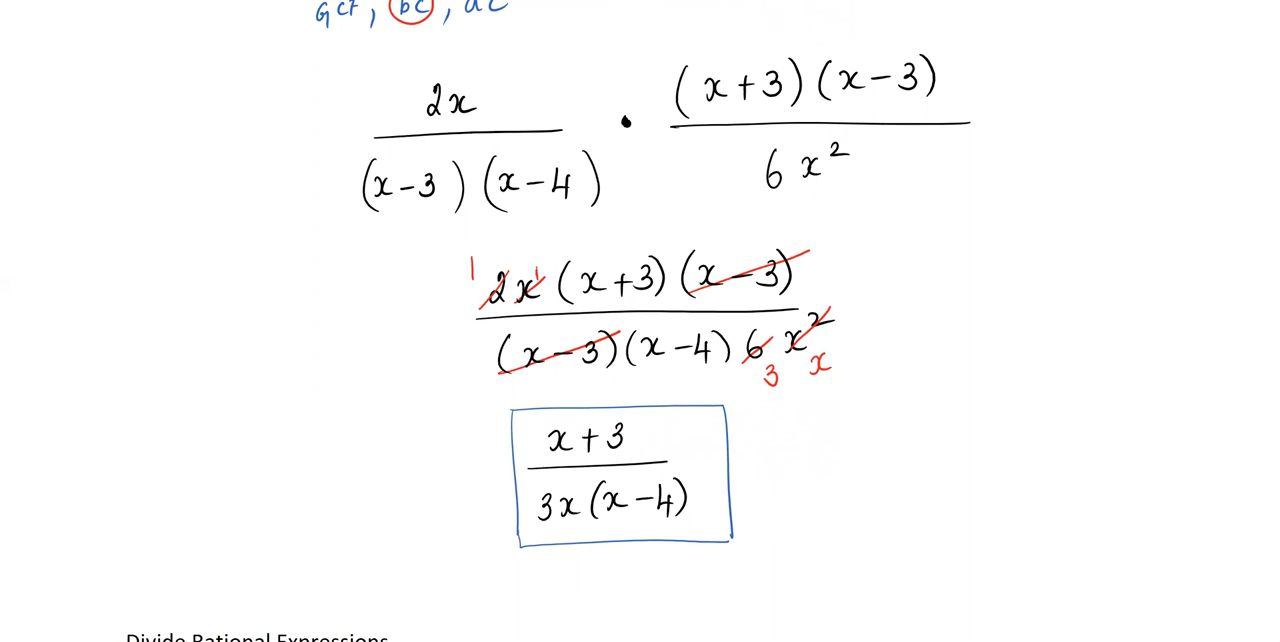 GCF, bc, ac
2x / (x-3)(x-4) • (x+3)(x-3) / 6x²
1 2x 1 (x+3)(x-3) / (x-3)(x-4) 6 x² 3 x
x+3 / 3x(x-4)
Divide Rational Expressions